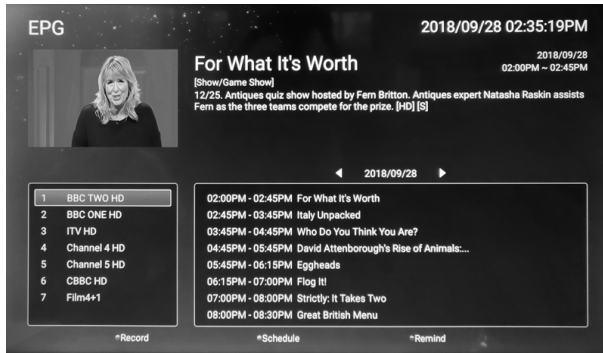 EPG
2018/09/28 02:35:19PM
For What It's Worth
2018/09/28
02:00PM ~ 02:45PM
[Show/Game Show]
12/25. Antiques quiz show hosted by Fern Britton. Antiques expert Natasha Raskin assists
Fern as the three teams compete for the prize. [HD] [S]
2018/09/28
1 BBC TWO HD
2 BBC ONE HD
3 ITV HD
4 Channel 4 HD
5 Channel 5 HD
6 CBBC HD
7 Film4+1
02:00PM - 02:45PM For What It's Worth
02:45PM - 03:45PM Italy Unpacked
03:45PM - 04:45PM Who Do You Think You Are?
04:45PM - 05:45PM David Attenborough's Rise of Animals:...
05:45PM - 06:15PM Eggheads
06:15PM - 07:00PM Flog It!
07:00PM - 08:00PM Strictly: It Takes Two
08:00PM - 08:30PM Great British Menu
*Record
*Schedule
*Remind